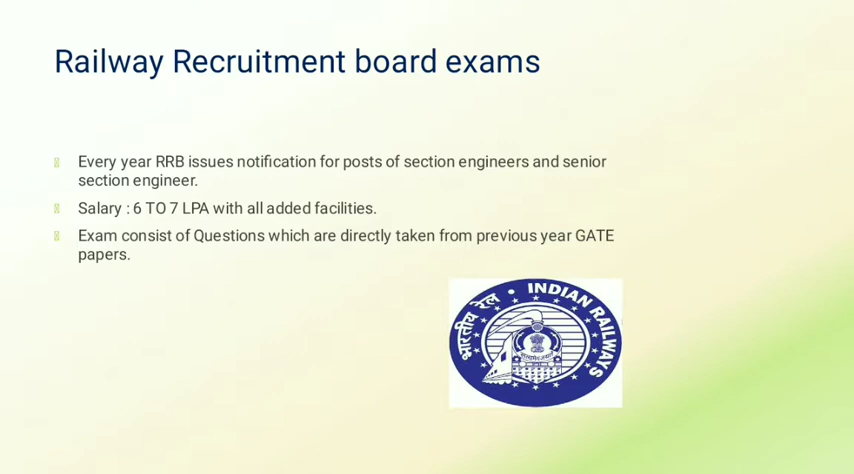 Railway Recruitment board exams
Every year RRB issues notification for posts of section engineers and senior
section engineer.
Salary : 6 TO 7 LPA with all added facilities.
Exam consist of Questions which are directly taken from previous year GATE
papers.
भारतीय रेल • INDIAN RAILWAYS